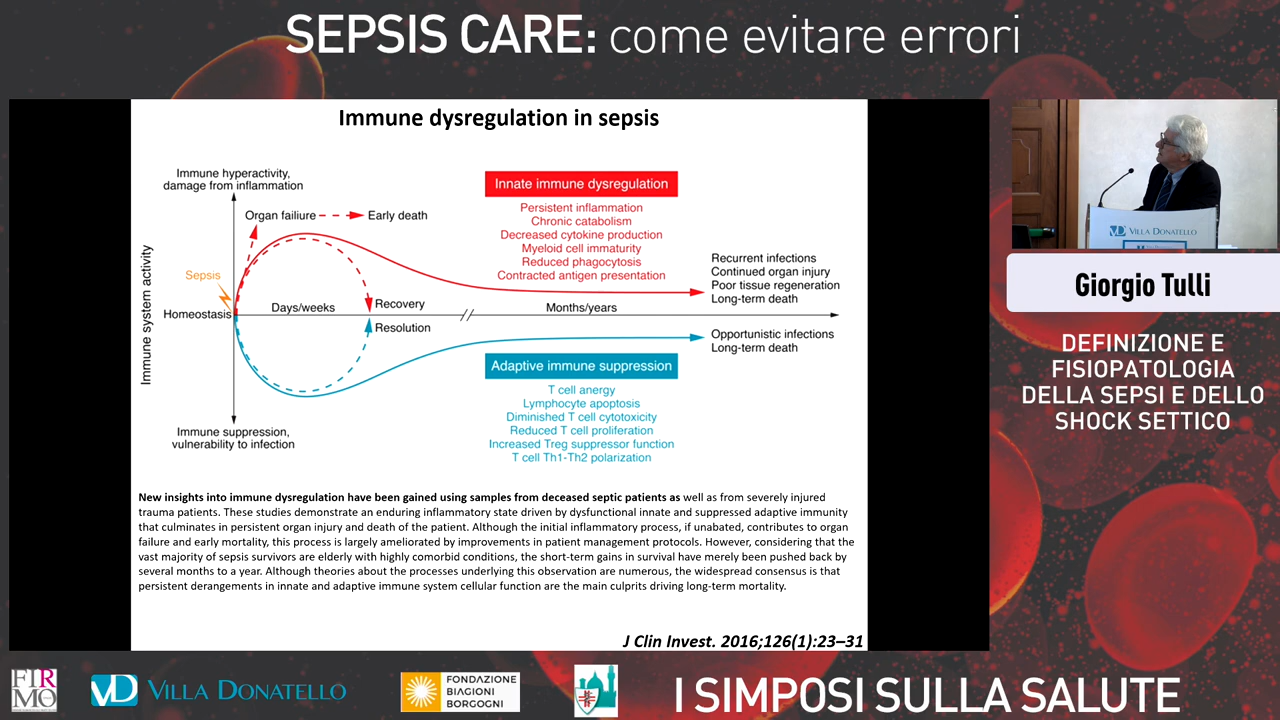 SEPSIS CARE: come evitare errori
Immune dysregulation in sepsis
Immune hyperactivity,
damage from inflammation
Organ failiure
Early death
Innate immune dysregulation
Persistent inflammation
Chronic catabolism
Decreased cytokine production
Myeloid cell immaturity
Reduced phagocytosis
Contracted antigen presentation
Recurrent infections
Continued organ injury
Poor tissue regeneration
Long-term death
Immune system activity
Sepsis
Homeostasis
Days/weeks
Recovery
Resolution
Months/years
Opportunistic infections
Long-term death
Adaptive immune suppression
T cell anergy
Lymphocyte apoptosis
Diminished T cell cytotoxicity
Reduced T cell proliferation
Increased Treg suppressor function
T cell Th1-Th2 polarization
Immune suppression,
vulnerability to infection
New insights into immune dysregulation have been gained using samples from deceased septic patients as well as from severely injured
trauma patients. These studies demonstrate an enduring inflammatory state driven by dysfunctional innate and suppressed adaptive immunity
that culminates in persistent organ injury and death of the patient. Although the initial inflammatory process, if unabated, contributes to organ
failure and early mortality, this process is largely ameliorated by improvements in patient management protocols. However, considering that the
vast majority of sepsis survivors are elderly with highly comorbid conditions, the short-term gains in survival have merely been pushed back by
several months to a year. Although theories about the processes underlying this observation are numerous, the widespread consensus is that
persistent derangements in innate and adaptive immune system cellular function are the main culprits driving long-term mortality.
J Clin Invest. 2016;126(1):23–31
VD VILLA DONATELLO
Giorgio Tulli
DEFINIZIONE E
FISIOPATOLOGIA
DELLA SEPSI E DELLO
SHOCK SETTICO
FIR
MO
VD VILLA DONATELLO
FONDAZIONE
BIAGIONI
BORGOGNI
I SIMPOSI SULLA SALUTE